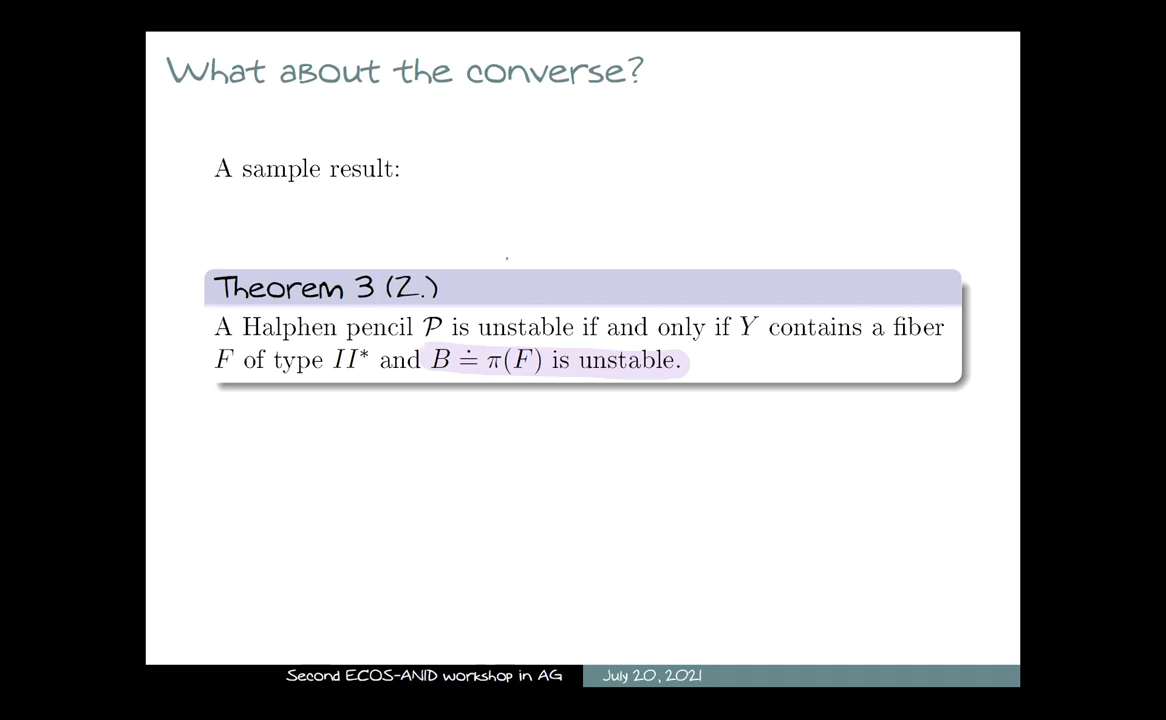 What about the converse?
A sample result:
Theorem 3 (Z.)
A Halphen pencil 𝒫 is unstable if and only if Y contains a fiber
F of type II* and B ≐ π(F) is unstable.
Second ECOS-ANID workshop in AG July 20, 2021